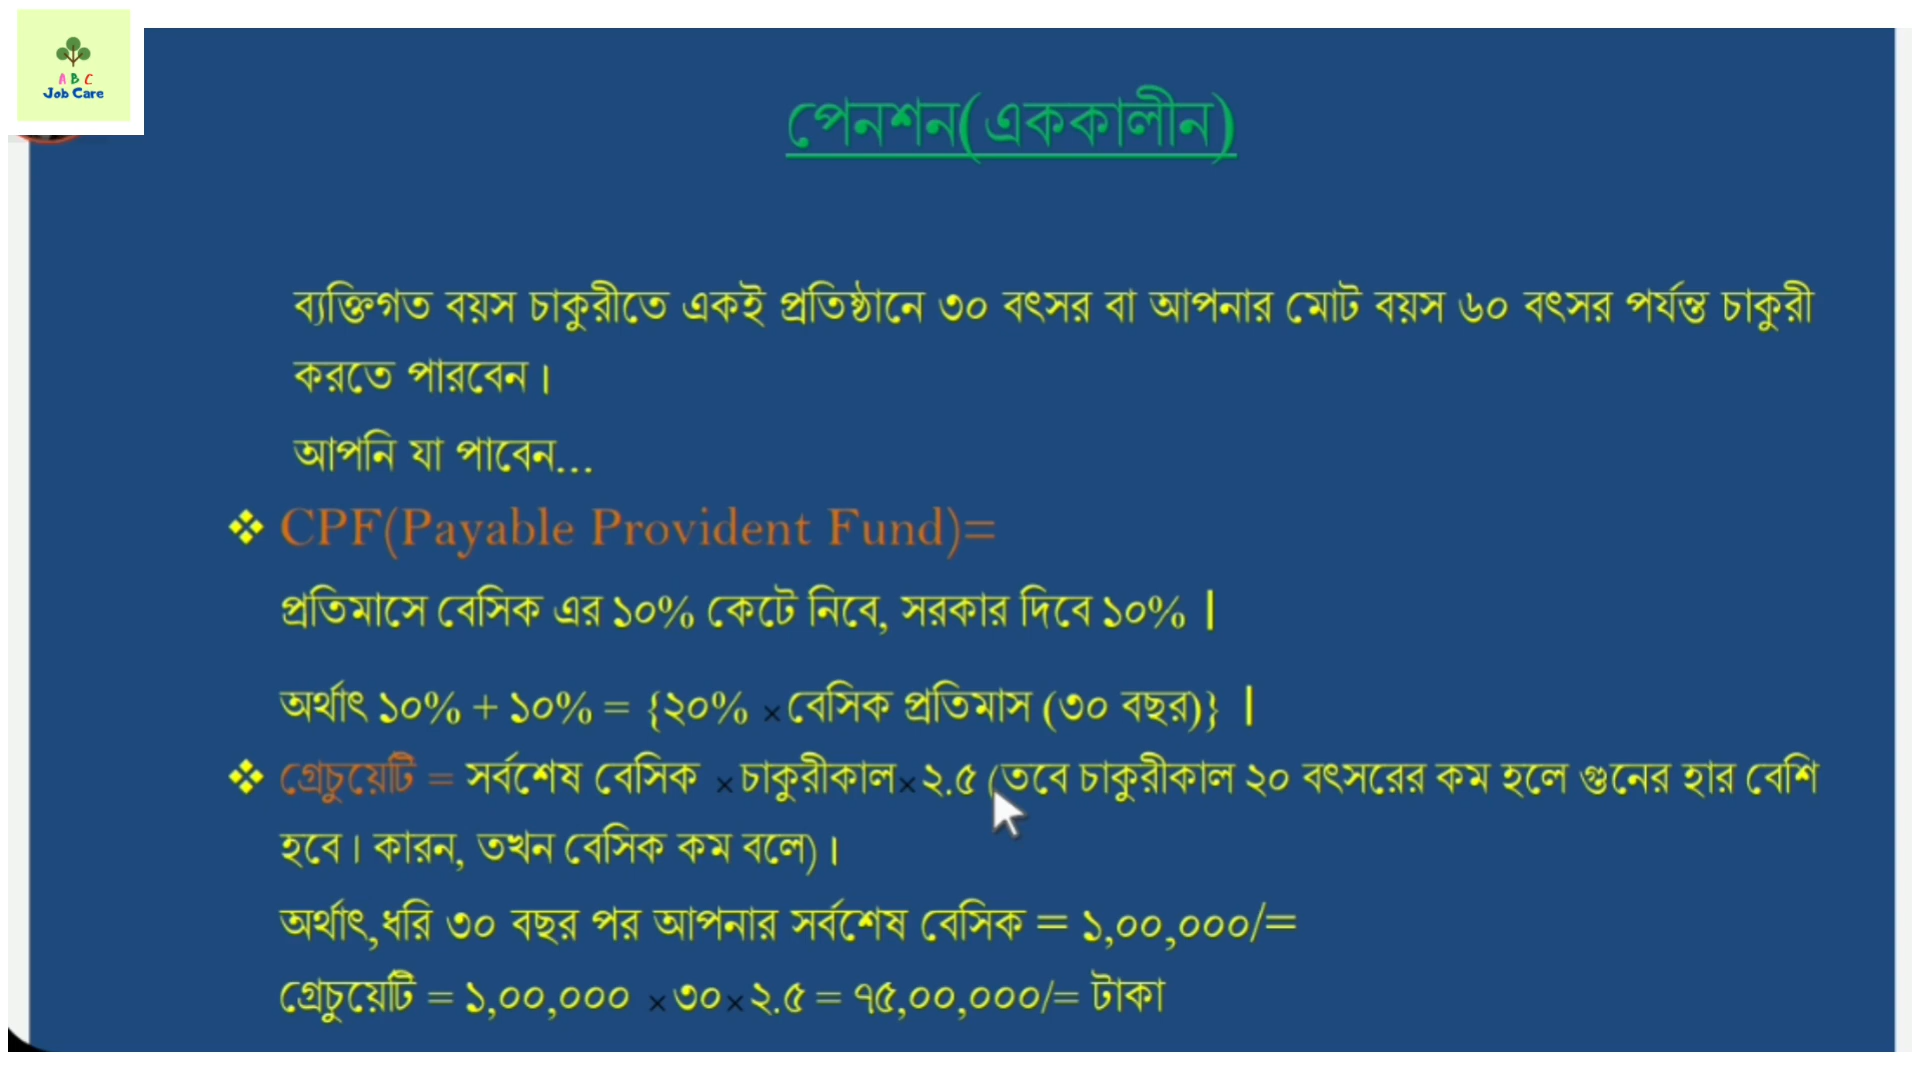 A B C
Job Care
পেনশন(এককালীন)
ব্যক্তিগত বয়স চাকুরীতে একই প্রতিষ্ঠানে ৩০ বৎসর বা আপনার মোট বয়স ৬০ বৎসর পর্যন্ত চাকুরী
করতে পারবেন।
আপনি যা পাবেন...
❖ CPF(Payable Provident Fund)=
প্রতিমাসে বেসিক এর ১০% কেটে নিবে, সরকার দিবে ১০% |
অর্থাৎ ১০% + ১০% = {২০% ×বেসিক প্রতিমাস (৩০ বছর)} |
❖ গ্রেচুয়েটি = সর্বশেষ বেসিক ×চাকুরীকাল×২.৫ (তবে চাকুরীকাল ২০ বৎসরের কম হলে গুনের হার বেশি
হবে। কারন, তখন বেসিক কম বলে)।
অর্থাৎ,ধরি ৩০ বছর পর আপনার সর্বশেষ বেসিক = ১,০০,০০০/=
গ্রেচুয়েটি = ১,০০,০০০ ×৩০×২.৫ = ৭৫,০০,০০০/= টাকা